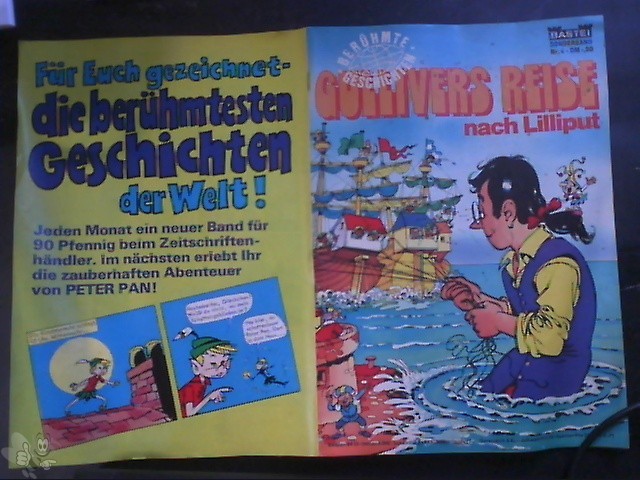 Für Euch gezeichnet-
die berühmtesten
Geschichten
der Welt!
Jeden Monat ein neuer Band für
90 Pfennig beim Zeitschriften-
händler. im nächsten erlebt Ihr
die zauberhaften Abenteuer
von PETER PAN!
BASTEI
SONDERBAND
BERÜHMTE
GESCHICHTEN
GULLIVERS REISE
nach Lilliput